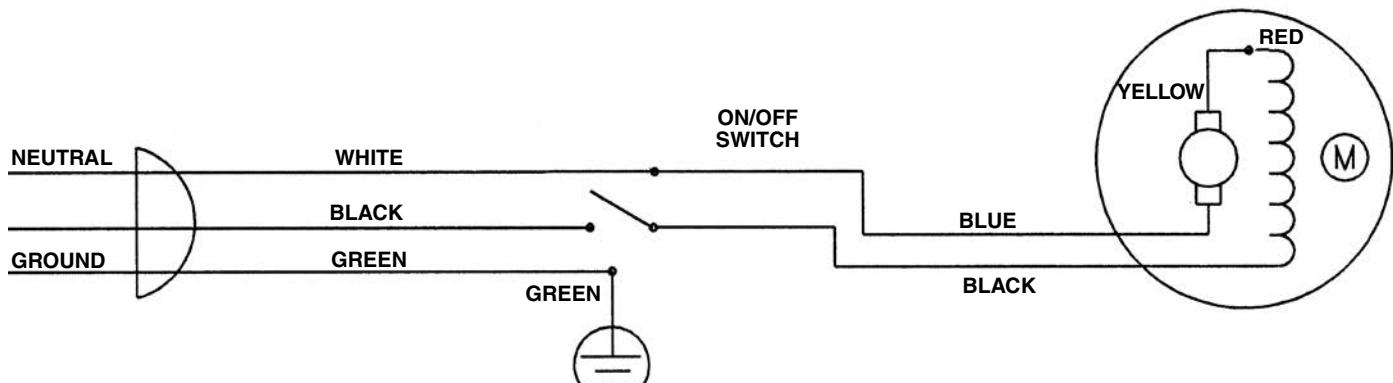 RED
YELLOW
ON/OFF
SWITCH
M
NEUTRAL
WHITE
BLACK
BLUE
GROUND
GREEN
BLACK
GREEN